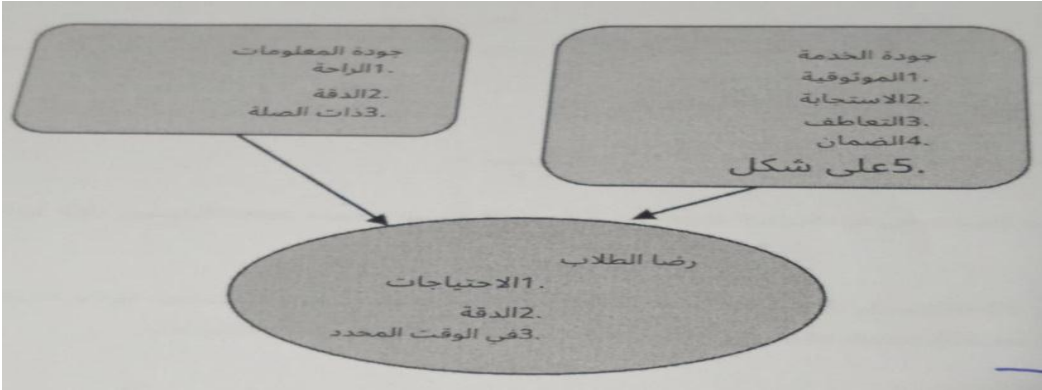 جودة الخدمة
.1الموثوقية
.2الاستجابة
.3التعاطف
.4الضمان
.5على شكل
جودة المعلومات
.1الراحة
.2الدقة
.3ذات الصلة
رضا الطلاب
.1الاحتياجات
.2الدقة
.3في الوقت المحدد